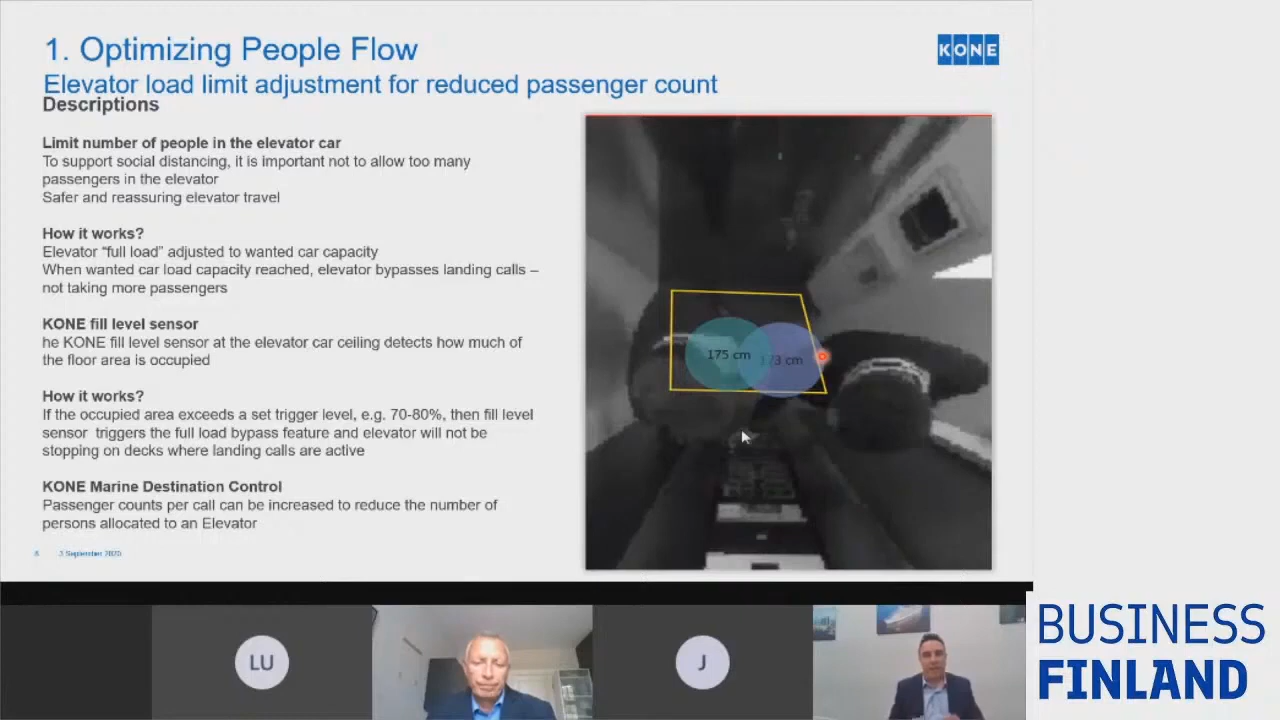 1. Optimizing People Flow
KONE
Elevator load limit adjustment for reduced passenger count
Descriptions
Limit number of people in the elevator car
To support social distancing, it is important not to allow too many
passengers in the elevator
Safer and reassuring elevator travel
How it works?
Elevator “full load” adjusted to wanted car capacity
When wanted car load capacity reached, elevator bypasses landing calls –
not taking more passengers
KONE fill level sensor
he KONE fill level sensor at the elevator car ceiling detects how much of
the floor area is occupied
How it works?
If the occupied area exceeds a set trigger level, e.g. 70-80%, then fill level
sensor triggers the full load bypass feature and elevator will not be
stopping on decks where landing calls are active
KONE Marine Destination Control
Passenger counts per call can be increased to reduce the number of
persons allocated to an Elevator
3 September 2020
175 cm
173 cm
LU
J
BUSINESS
FINLAND